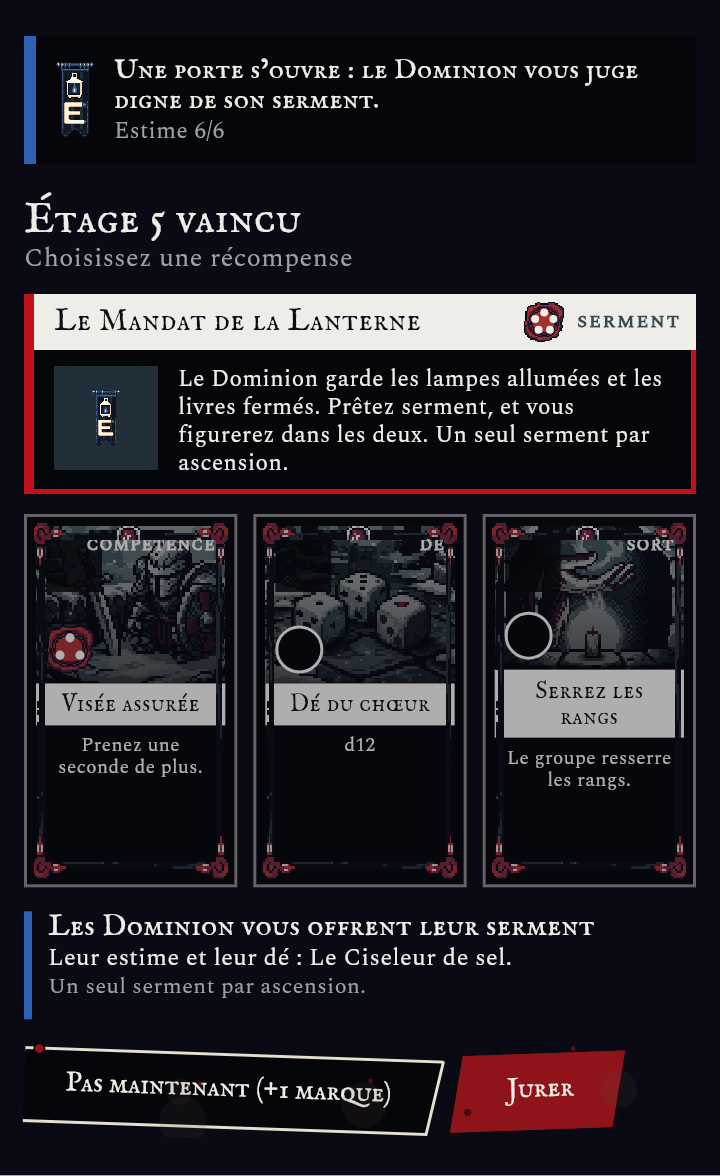 Une porte s'ouvre : le Dominion vous juge
digne de son serment.
Estime 6/6
E
Étage 5 vaincu
Choisissez une récompense
Le Mandat de la Lanterne
SERMENT
E
Le Dominion garde les lampes allumées et les
livres fermés. Prêtez serment, et vous
figurerez dans les deux. Un seul serment par
ascension.
COMPÉTENCE
Visée assurée
Prenez une
seconde de plus.
DÉ
Dé du chœur
d12
SORT
Serrez les
rangs
Le groupe resserre
les rangs.
Les Dominion vous offrent leur serment
Leur estime et leur dé : Le Ciseleur de sel.
Un seul serment par ascension.
Pas maintenant (+1 marque)
Jurer